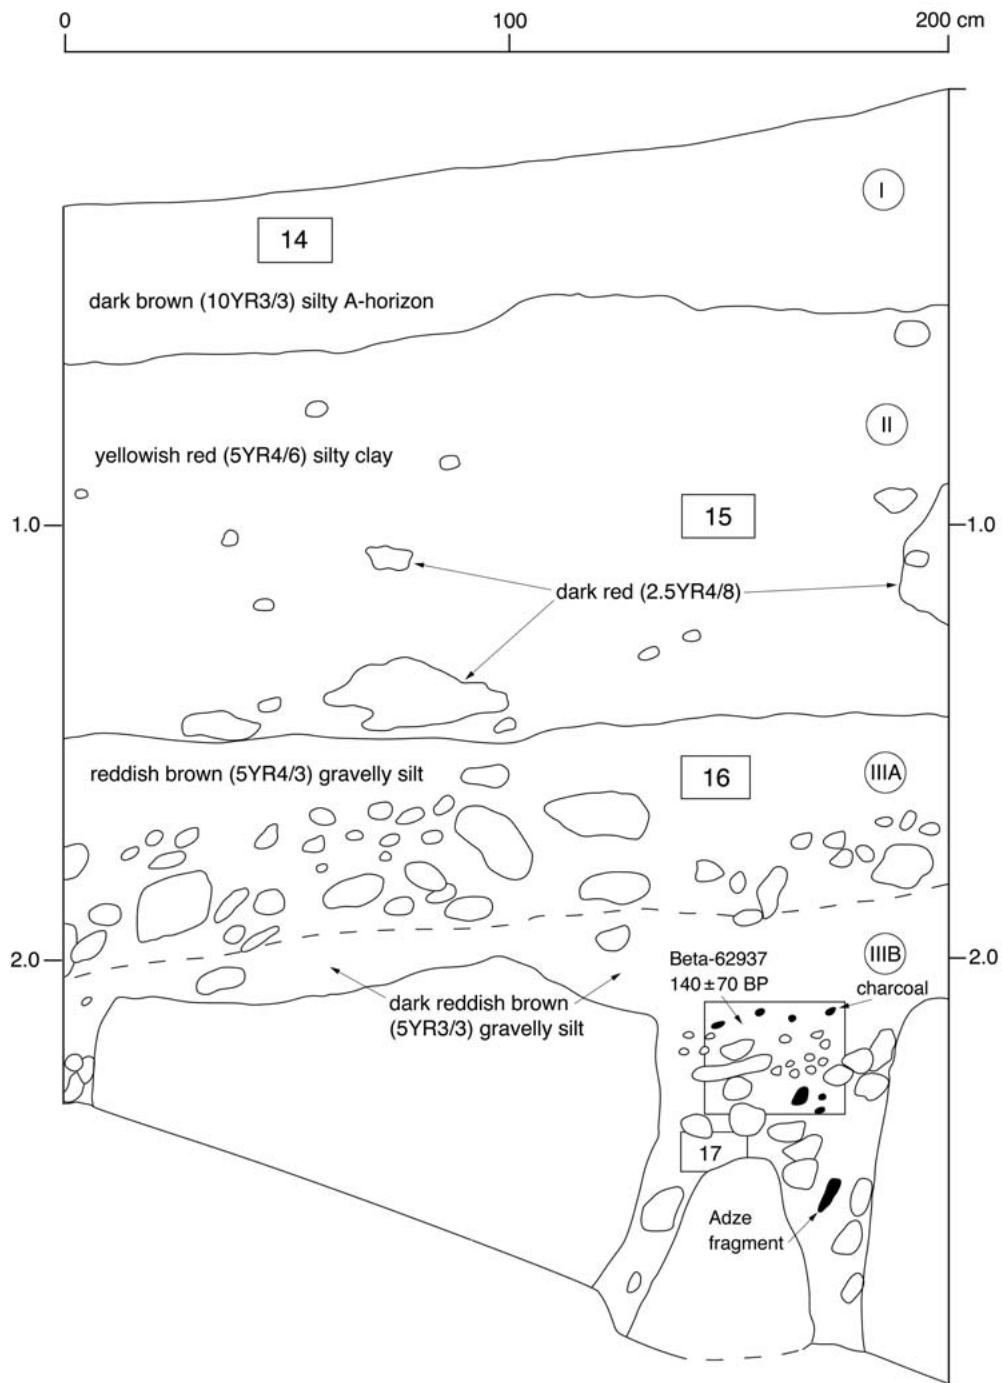 0
100
200 cm
I
14
dark brown (10YR3/3) silty A-horizon
II
yellowish red (5YR4/6) silty clay
15
1.0
1.0
dark red (2.5YR4/8)
reddish brown (5YR4/3) gravelly silt
16
IIIA
2.0
2.0
IIIB
Beta-62937
140±70 BP
charcoal
dark reddish brown
(5YR3/3) gravelly silt
17
Adze
fragment